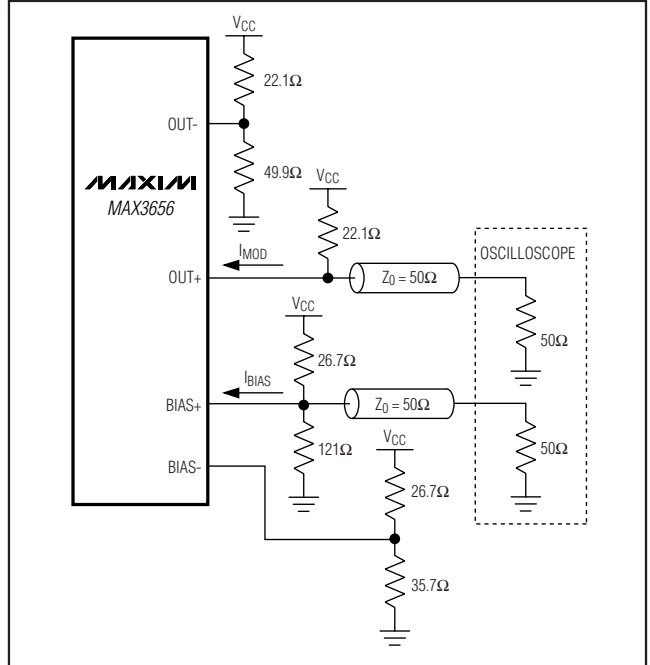 VCC
22.1Ω
OUT-
49.9Ω
MAXIM
MAX3656
VCC
22.1Ω
OSCILLOSCOPE
IMOD
OUT+
Z0 = 50Ω
50Ω
VCC
26.7Ω
IBIAS
BIAS+
Z0 = 50Ω
50Ω
121Ω
VCC
BIAS-
26.7Ω
35.7Ω